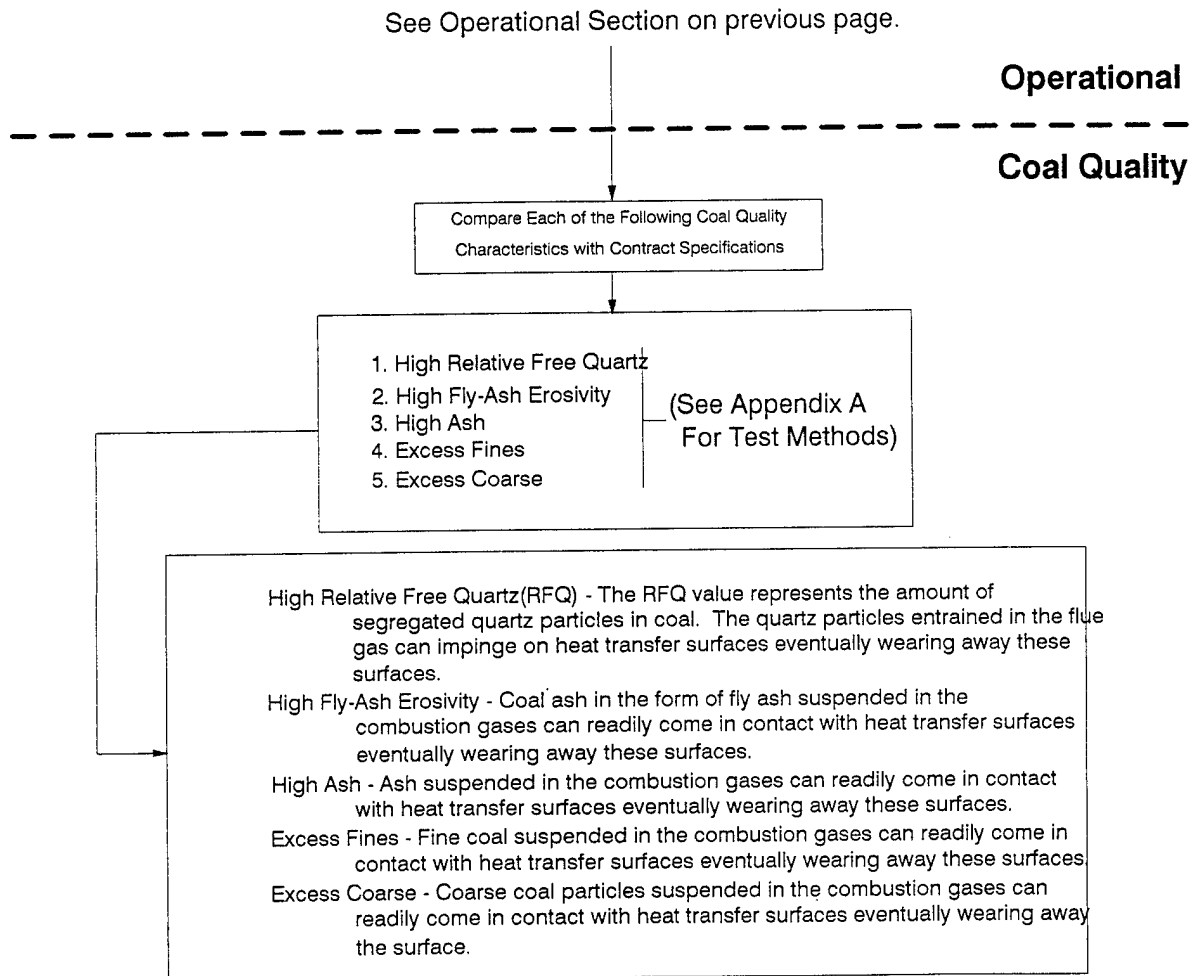 See Operational Section on previous page.
Operational
Coal Quality
Compare Each of the Following Coal Quality
Characteristics with Contract Specifications
1. High Relative Free Quartz
2. High Fly-Ash Erosivity
3. High Ash
4. Excess Fines
5. Excess Coarse
(See Appendix A
For Test Methods)
High Relative Free Quartz(RFQ) - The RFQ value represents the amount of
segregated quartz particles in coal. The quartz particles entrained in the flue
gas can impinge on heat transfer surfaces eventually wearing away these
surfaces.
High Fly-Ash Erosivity - Coal ash in the form of fly ash suspended in the
combustion gases can readily come in contact with heat transfer surfaces
eventually wearing away these surfaces.
High Ash - Ash suspended in the combustion gases can readily come in contact
with heat transfer surfaces eventually wearing away these surfaces.
Excess Fines - Fine coal suspended in the combustion gases can readily come in
contact with heat transfer surfaces eventually wearing away these surfaces.
Excess Coarse - Coarse coal particles suspended in the combustion gases can
readily come in contact with heat transfer surfaces eventually wearing away
the surface.